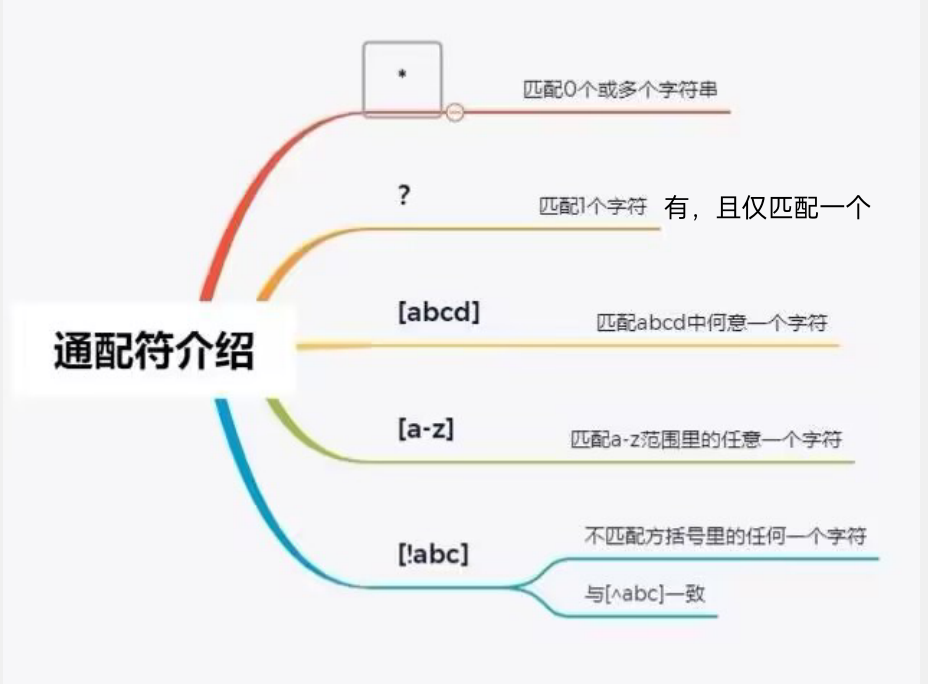 *
匹配0个或多个字符串
?
匹配1个字符 有，且仅匹配一个
[abcd]
匹配abcd中何意一个字符
通配符介绍
[a-z]
匹配a-z范围里的任意一个字符
[!abc]
不匹配方括号里的任何一个字符
与[^abc]一致